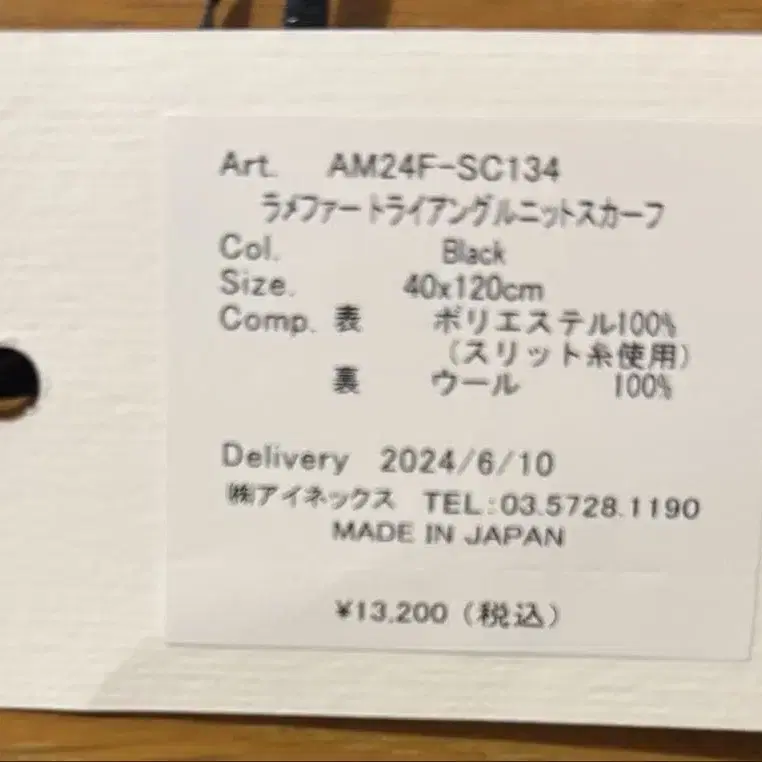 Art. AM24F-SC134
ラメファートライアングルニットスカーフ
Col. Black
Size. 40x120cm
Comp. 表 ポリエステル100%
(スリット糸使用)
裏 ウール 100%
Delivery 2024/6/10
㈱アイネックス TEL:03.5728.1190
MADE IN JAPAN
¥13,200 (税込)